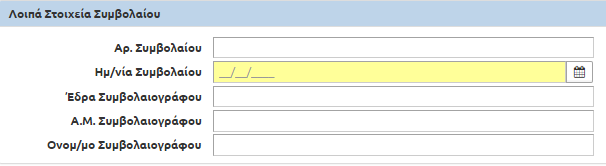 Λοιπά Στοιχεία Συμβολαίου
Αρ. Συμβολαίου
Ημ/νία Συμβολαίου __/__/____
Έδρα Συμβολαιογράφου
Α.Μ. Συμβολαιογράφου
Ονομ/μο Συμβολαιογράφου